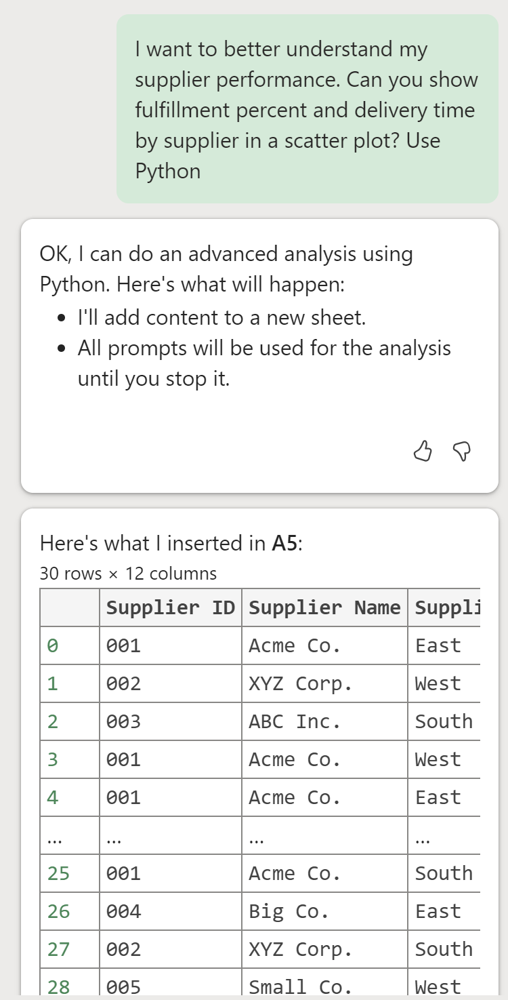 I want to better understand my
supplier performance. Can you show
fulfillment percent and delivery time
by supplier in a scatter plot? Use
Python
OK, I can do an advanced analysis using
Python. Here's what will happen:
• I'll add content to a new sheet.
• All prompts will be used for the analysis
until you stop it.
Here's what I inserted in A5:
30 rows × 12 columns
Supplier ID Supplier Name Suppli
0 001 Acme Co. East
1 002 XYZ Corp. West
2 003 ABC Inc. South
3 001 Acme Co. West
4 001 Acme Co. East
... ... ... ...
25 001 Acme Co. South
26 004 Big Co. East
27 002 XYZ Corp. South
28 005 Small Co. West